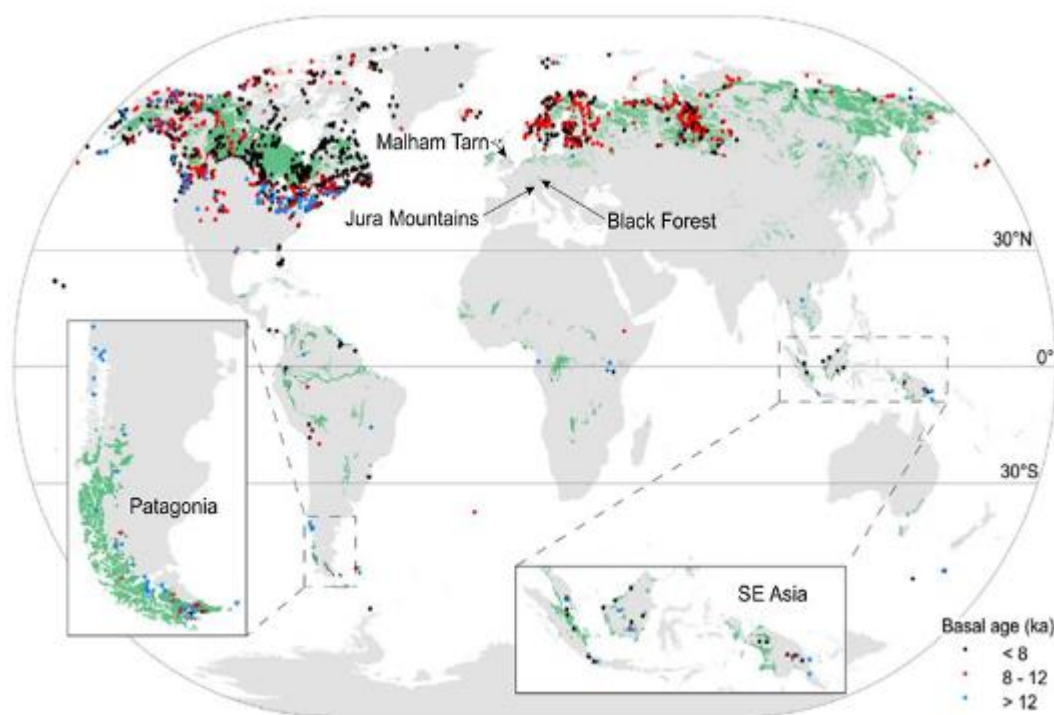 Malham Tarn
Jura Mountains
Black Forest
30°N
0°
30°S
Patagonia
SE Asia
Basal age (ka)
< 8
8 - 12
> 12